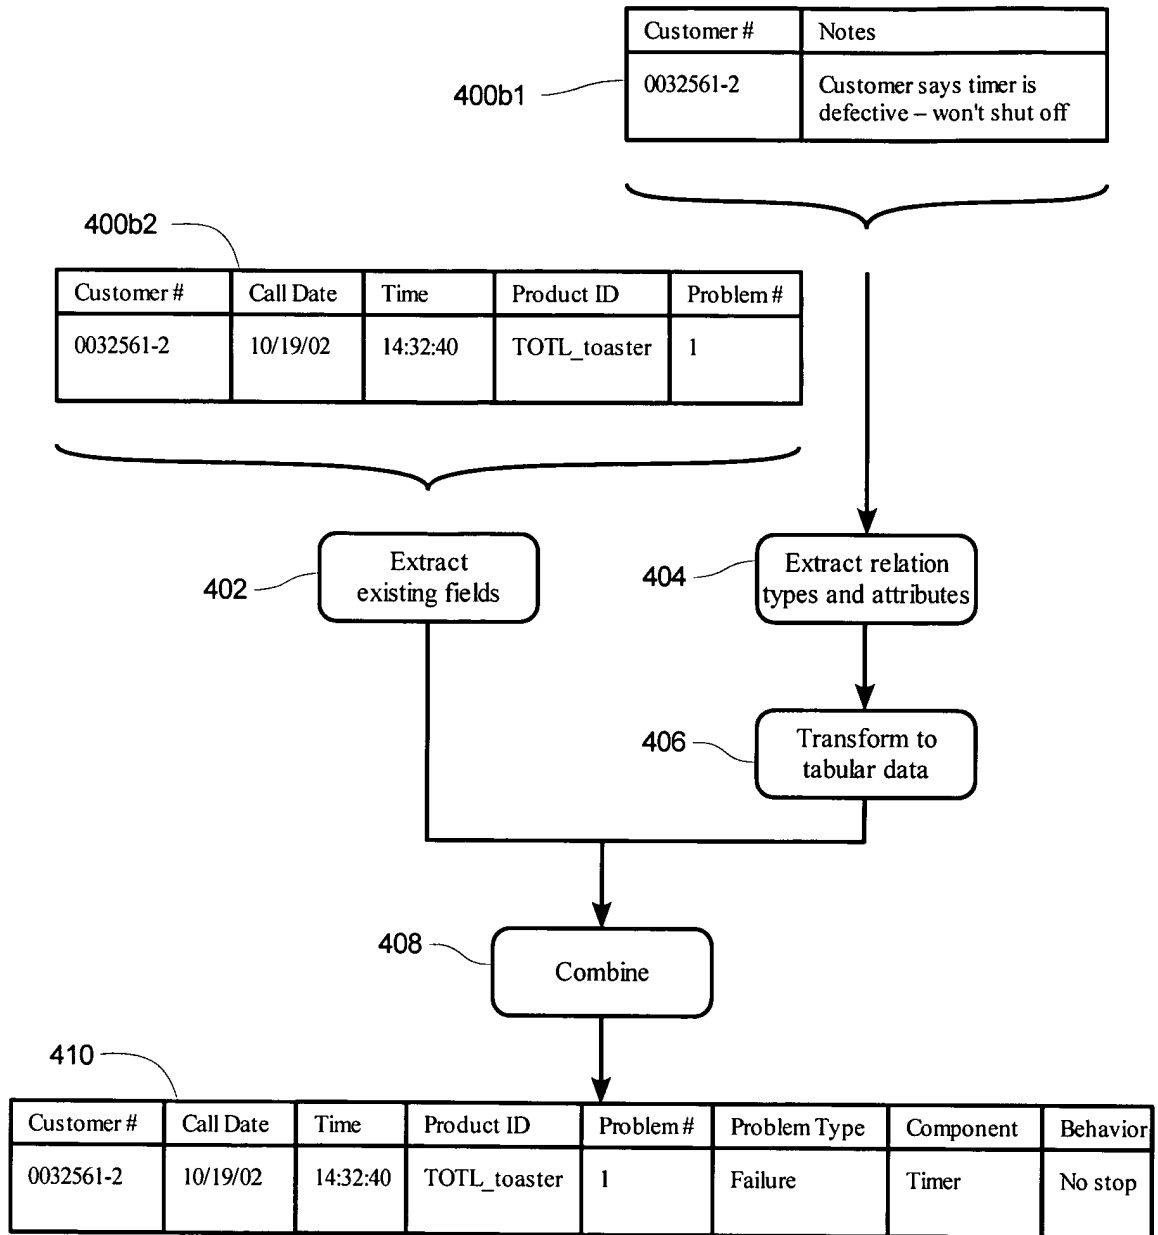 Customer # Notes
400b1 0032561-2 Customer says timer is
defective – won't shut off
400b2
Customer # Call Date Time Product ID Problem #
0032561-2 10/19/02 14:32:40 TOTL_toaster 1
402 Extract
existing fields
404 Extract relation
types and attributes
406 Transform to
tabular data
408 Combine
410
Customer # Call Date Time Product ID Problem # Problem Type Component Behavior
0032561-2 10/19/02 14:32:40 TOTL_toaster 1 Failure Timer No stop